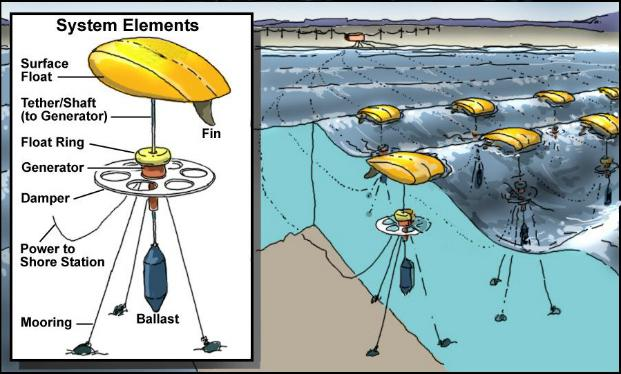 System Elements
Surface
Float
Tether/Shaft
(to Generator)
Fin
Float Ring
Generator
Damper
Power to
Shore Station
Mooring
Ballast